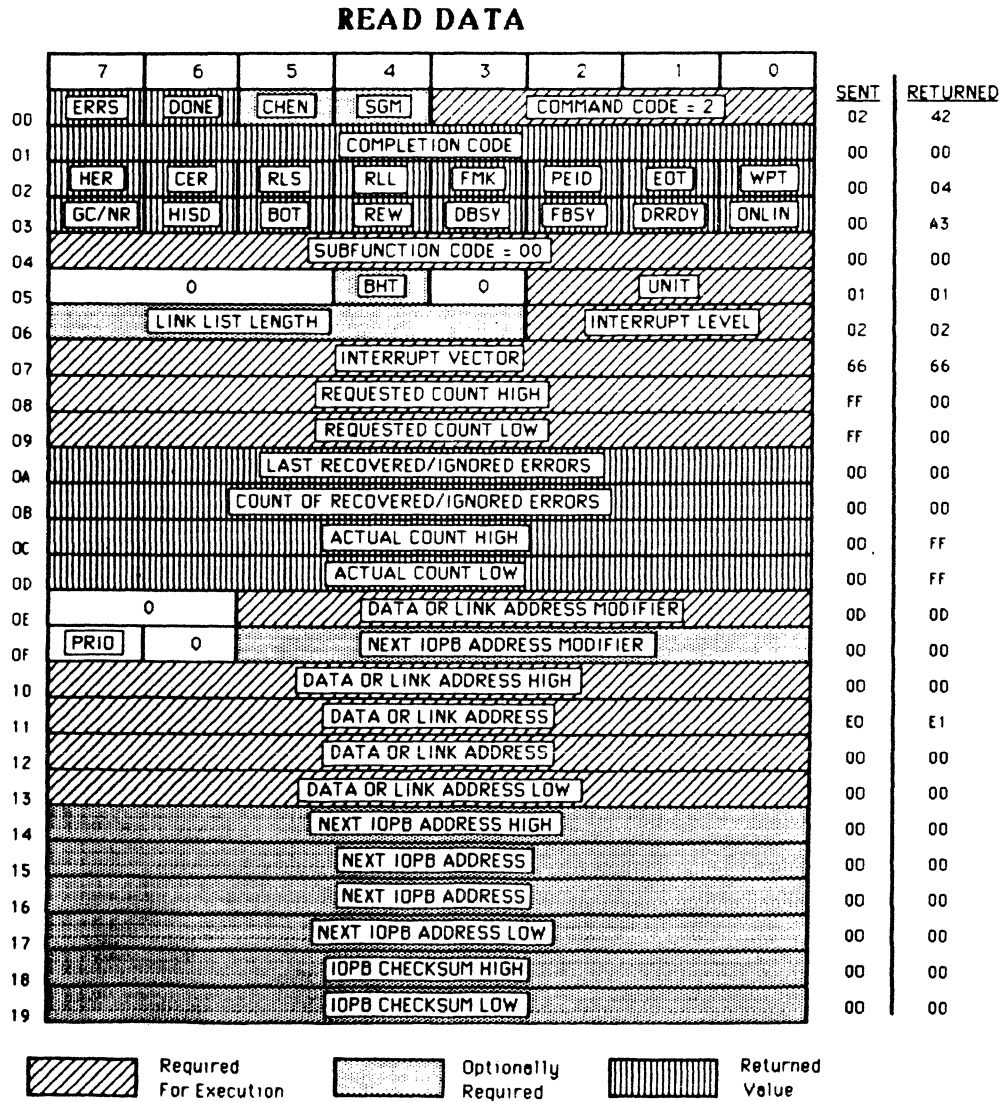 READ DATA
7 6 5 4 3 2 1 0
SENT RETURNED
00 ERRS DONE CHEN SGM COMMAND CODE = 2 02 42
01 COMPLETION CODE 00 00
02 HER CER RLS RLL FMK PEID EOT WPT 00 04
03 GC/NR HISD BOT REW DBSY FBSY DRRDY ONLIN 00 A3
04 SUBFUNCTION CODE = 00 00 00
05 0 BHT 0 UNIT 01 01
06 LINK LIST LENGTH INTERRUPT LEVEL 02 02
07 INTERRUPT VECTOR 66 66
08 REQUESTED COUNT HIGH FF 00
09 REQUESTED COUNT LOW FF 00
0A LAST RECOVERED/IGNORED ERRORS 00 00
0B COUNT OF RECOVERED/IGNORED ERRORS 00 00
0C ACTUAL COUNT HIGH 00 FF
0D ACTUAL COUNT LOW 00 FF
0E 0 DATA OR LINK ADDRESS MODIFIER 0D 0D
0F PRIO 0 NEXT IOPB ADDRESS MODIFIER 00 00
10 DATA OR LINK ADDRESS HIGH 00 00
11 DATA OR LINK ADDRESS E0 E1
12 DATA OR LINK ADDRESS 00 00
13 DATA OR LINK ADDRESS LOW 00 00
14 NEXT IOPB ADDRESS HIGH 00 00
15 NEXT IOPB ADDRESS 00 00
16 NEXT IOPB ADDRESS 00 00
17 NEXT IOPB ADDRESS LOW 00 00
18 IOPB CHECKSUM HIGH 00 00
19 IOPB CHECKSUM LOW 00 00
Required For Execution
Optionally Required
Returned Value